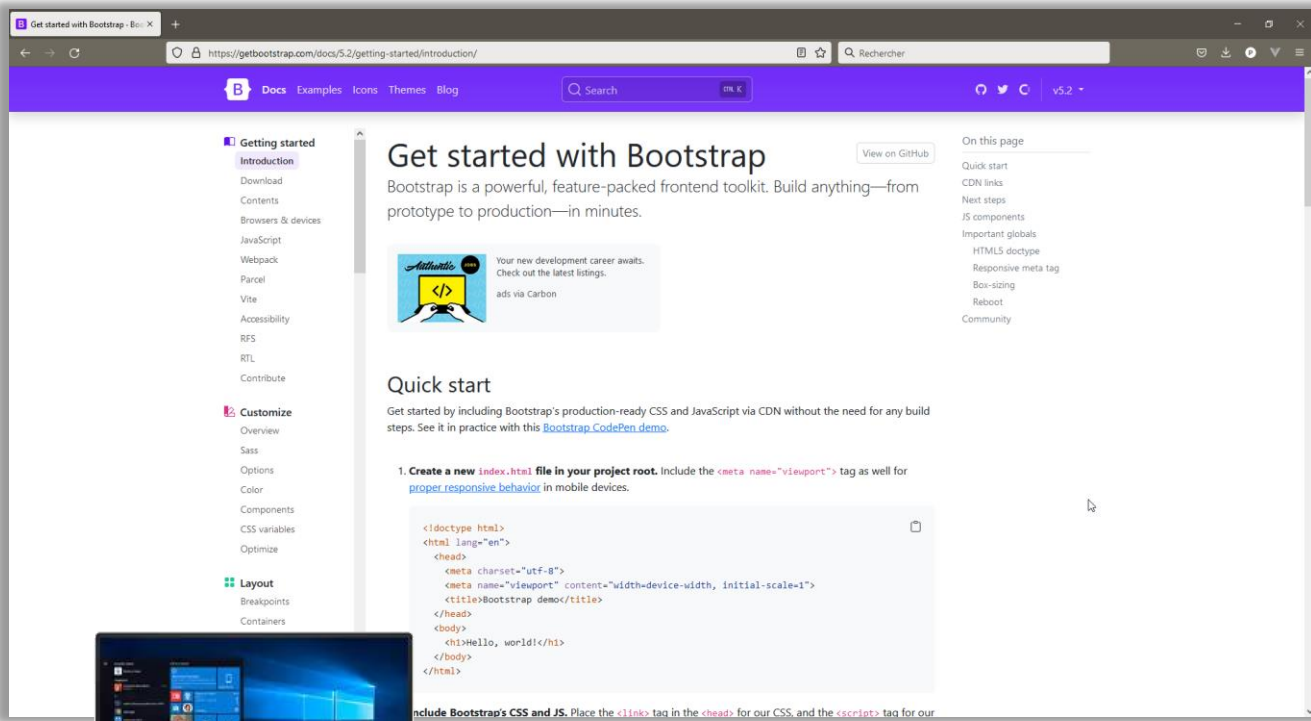 Get started with Bootstrap · Boo
https://getbootstrap.com/docs/5.2/getting-started/introduction/
Rechercher
B Docs Examples Icons Themes Blog
Search
CTRL K
v5.2
Getting started
Introduction
Download
Contents
Browsers & devices
JavaScript
Webpack
Parcel
Vite
Accessibility
RFS
RTL
Contribute
Customize
Overview
Sass
Options
Color
Components
CSS variables
Optimize
Layout
Breakpoints
Containers
Get started with Bootstrap
View on GitHub
Bootstrap is a powerful, feature-packed frontend toolkit. Build anything—from
prototype to production—in minutes.
Authentic JOBS
</>
Your new development career awaits.
Check out the latest listings.
ads via Carbon
Quick start
Get started by including Bootstrap's production-ready CSS and JavaScript via CDN without the need for any build
steps. See it in practice with this Bootstrap CodePen demo.
1. Create a new index.html file in your project root. Include the <meta name="viewport"> tag as well for
proper responsive behavior in mobile devices.
<!doctype html>
<html lang="en">
<head>
<meta charset="utf-8">
<meta name="viewport" content="width=device-width, initial-scale=1">
<title>Bootstrap demo</title>
</head>
<body>
<h1>Hello, world!</h1>
</body>
</html>
nclude Bootstrap's CSS and JS. Place the <link> tag in the <head> for our CSS, and the <script> tag for our
On this page
Quick start
CDN links
Next steps
JS components
Important globals
HTML5 doctype
Responsive meta tag
Box-sizing
Reboot
Community